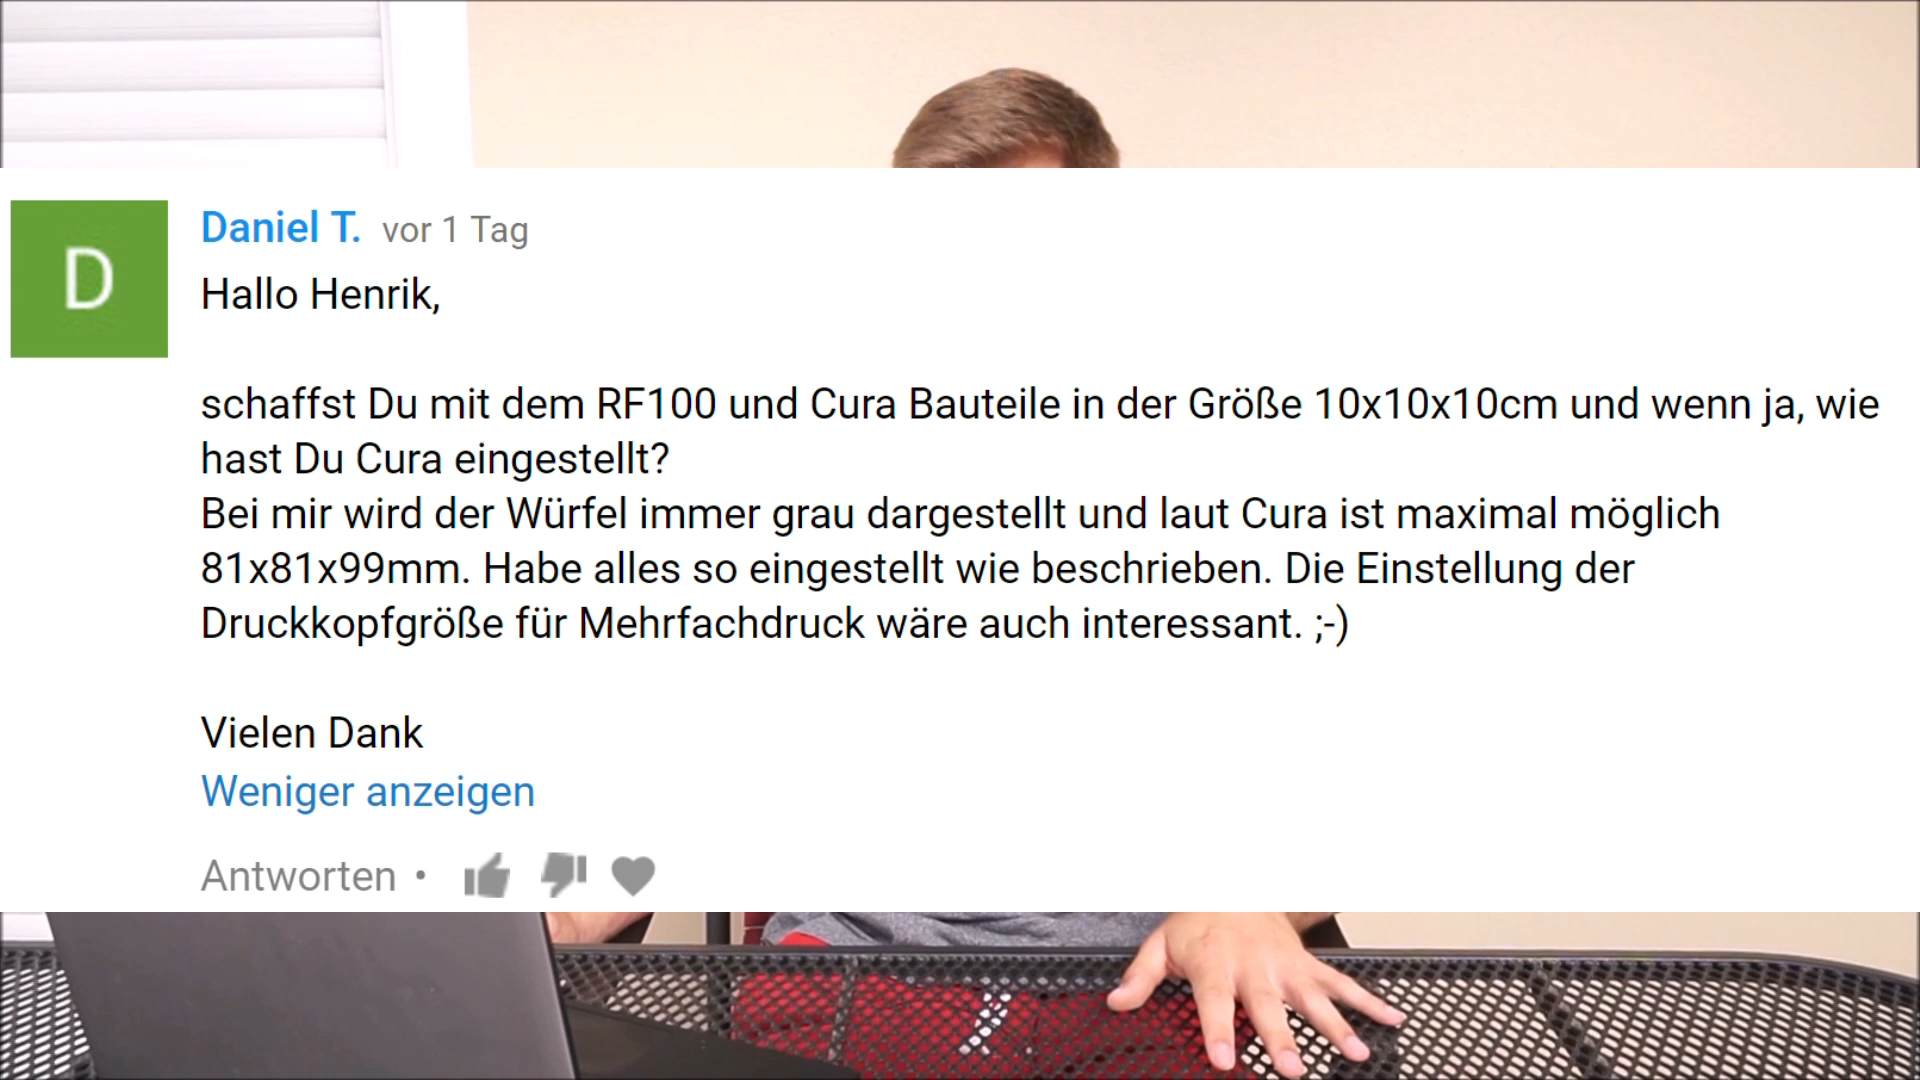 D
Daniel T. vor 1 Tag
Hallo Henrik,
schaffst Du mit dem RF100 und Cura Bauteile in der Größe 10x10x10cm und wenn ja, wie
hast Du Cura eingestellt?
Bei mir wird der Würfel immer grau dargestellt und laut Cura ist maximal möglich
81x81x99mm. Habe alles so eingestellt wie beschrieben. Die Einstellung der
Druckkopfgröße für Mehrfachdruck wäre auch interessant. ;-)
Vielen Dank
Weniger anzeigen
Antworten •